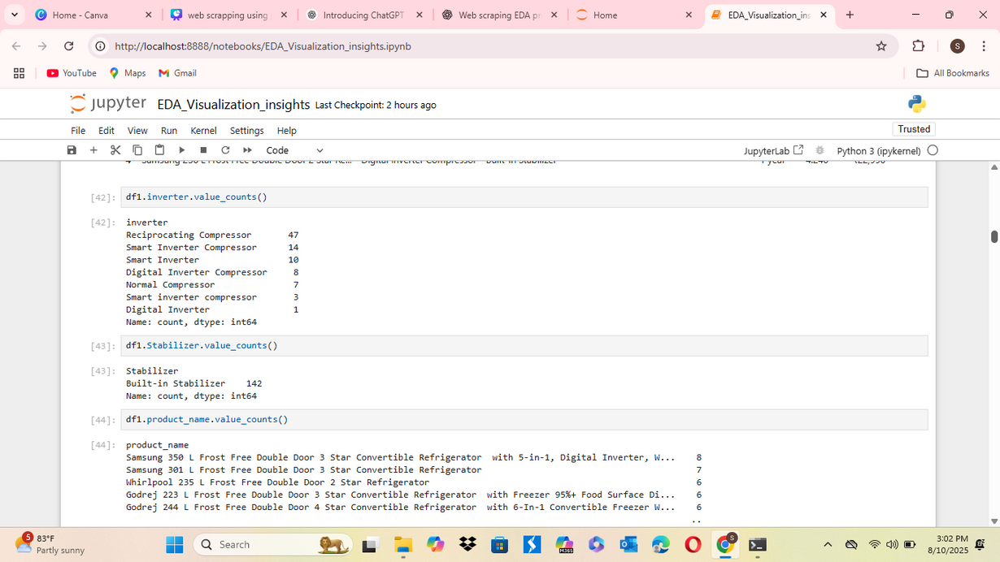 Home - Canva
web scrapping using
Introducing ChatGPT
Web scraping EDA pr
Home
EDA_Visualization_ins
http://localhost:8888/notebooks/EDA_Visualization_insights.ipynb
S
YouTube
Maps
Gmail
All Bookmarks
jupyter EDA_Visualization_insights Last Checkpoint: 2 hours ago
File Edit View Run Kernel Settings Help
Trusted
Code
JupyterLab
Python 3 (ipykernel)
[42]: df1.inverter.value_counts()
[42]: inverter
Reciprocating Compressor 47
Smart Inverter Compressor 14
Smart Inverter 10
Digital Inverter Compressor 8
Normal Compressor 7
Smart inverter compressor 3
Digital Inverter 1
Name: count, dtype: int64
[43]: df1.Stabilizer.value_counts()
[43]: Stabilizer
Built-in Stabilizer 142
Name: count, dtype: int64
[44]: df1.product_name.value_counts()
[44]: product_name
Samsung 350 L Frost Free Double Door 3 Star Convertible Refrigerator with 5-in-1, Digital Inverter, W... 8
Samsung 301 L Frost Free Double Door 3 Star Convertible Refrigerator 7
Whirlpool 235 L Frost Free Double Door 2 Star Refrigerator 6
Godrej 223 L Frost Free Double Door 3 Star Convertible Refrigerator with Freezer 95%+ Food Surface Di... 6
Godrej 244 L Frost Free Double Door 4 Star Convertible Refrigerator with 6-In-1 Convertible Freezer W... 6
..
5
83°F
Partly sunny
Search
M365
S
3:02 PM
8/10/2025